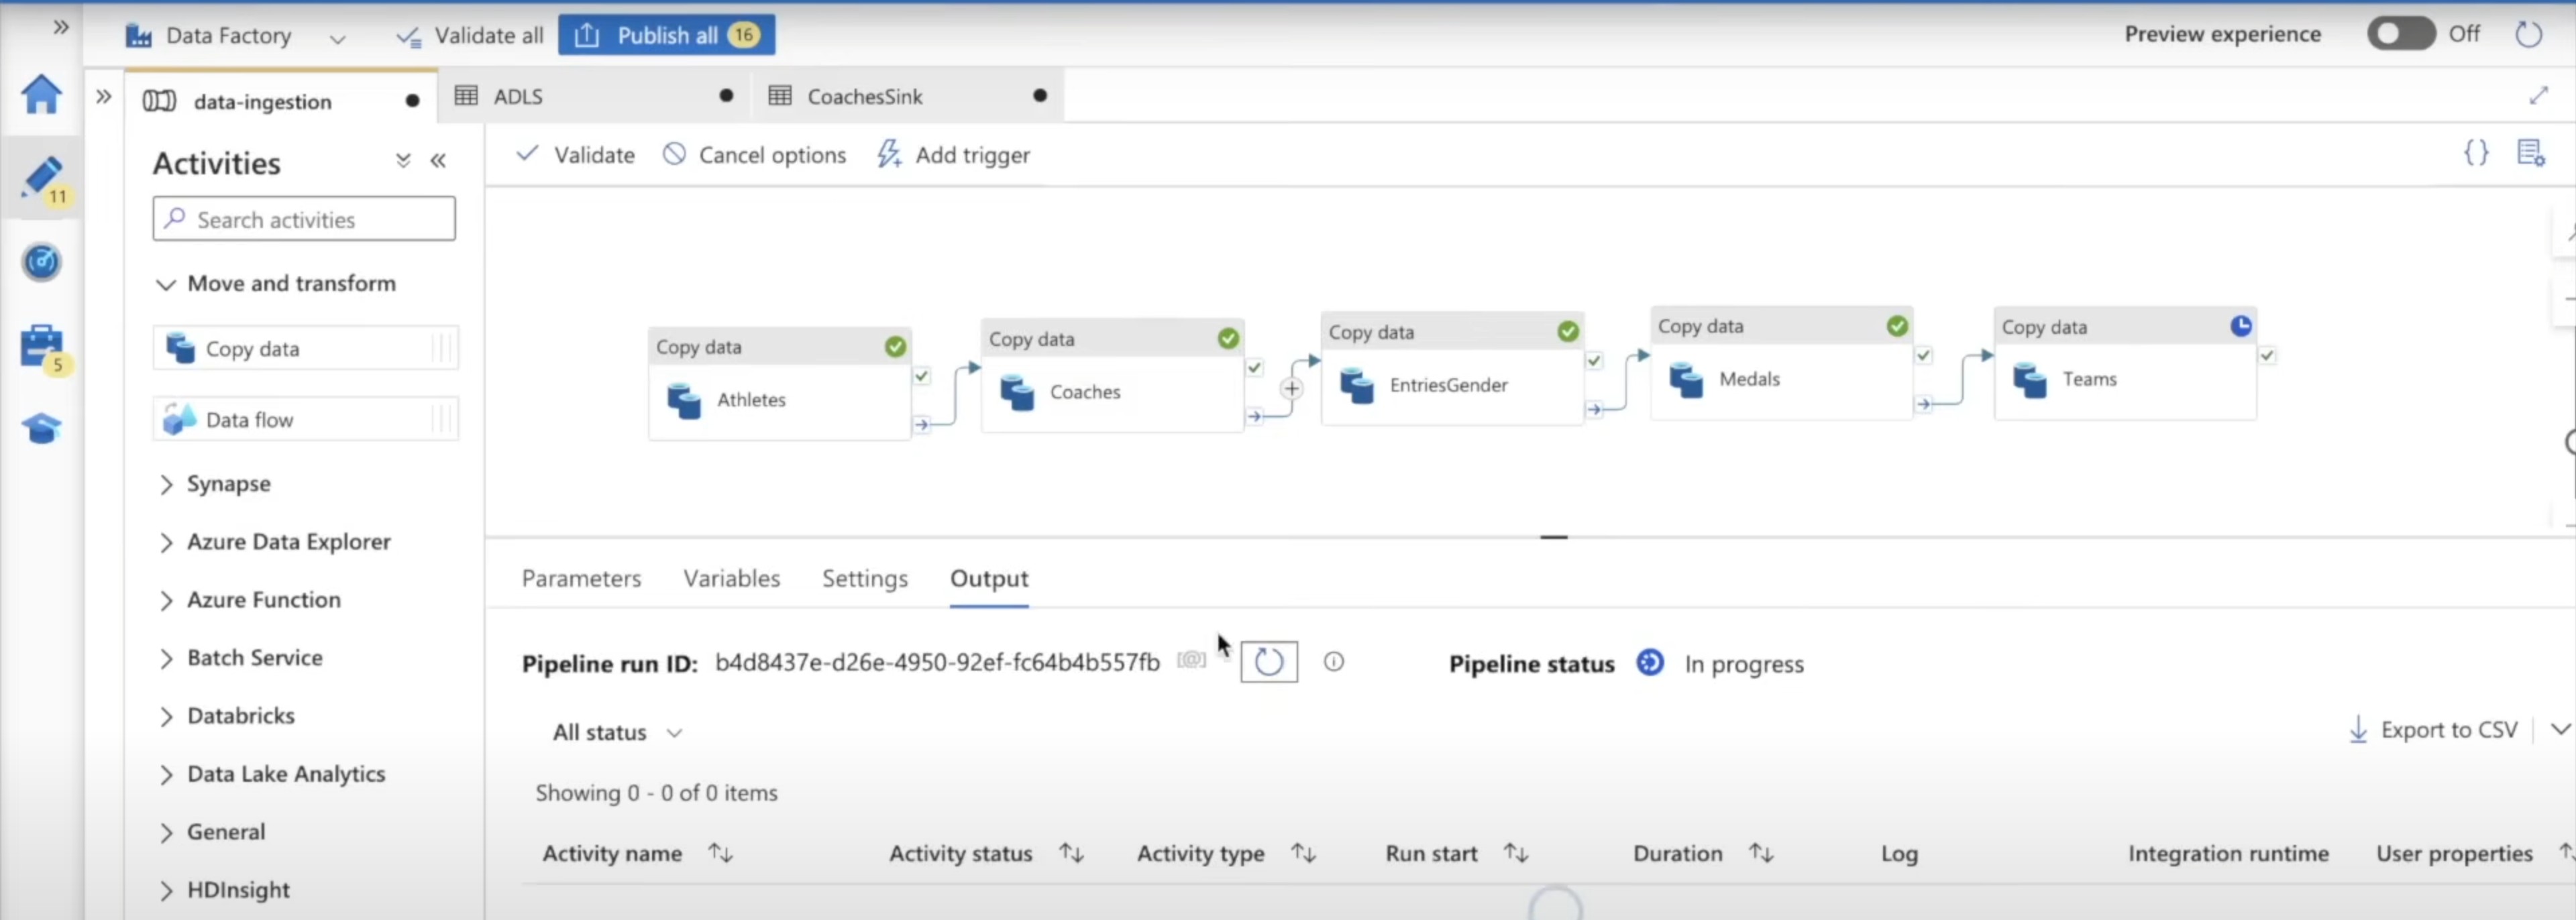 Data Factory
Validate all
Publish all 16
Preview experience
Off
data-ingestion
ADLS
CoachesSink
Activities
Validate
Cancel options
Add trigger
{}
11
Search activities
Move and transform
Copy data
Data flow
5
Synapse
Azure Data Explorer
Azure Function
Batch Service
Databricks
Data Lake Analytics
General
HDInsight
Copy data
Athletes
Copy data
Coaches
Copy data
EntriesGender
Copy data
Medals
Copy data
Teams
Parameters Variables Settings Output
Pipeline run ID: b4d8437e-d26e-4950-92ef-fc64b4b557fb [@]
Pipeline status In progress
All status
Export to CSV
Showing 0 - 0 of 0 items
Activity name Activity status Activity type Run start Duration Log Integration runtime User properties